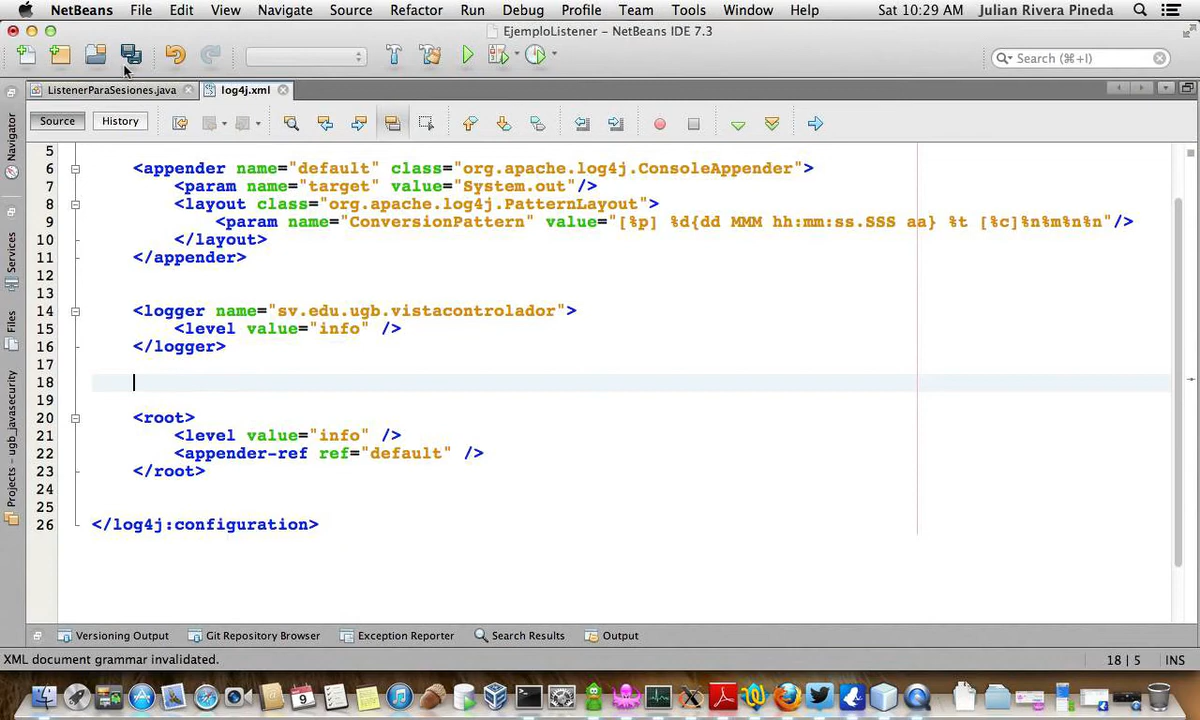 NetBeans File Edit View Navigate Source Refactor Run Debug Profile Team Tools Window Help Sat 10:29 AM Julian Rivera Pineda
EjemploListener – NetBeans IDE 7.3
Search (⌘+I)
ListenerParaSesiones.java log4j.xml
Source History
Navigator
Services
Files
Projects – ugb_javasecurity
5
6 <appender name="default" class="org.apache.log4j.ConsoleAppender">
7 <param name="target" value="System.out"/>
8 <layout class="org.apache.log4j.PatternLayout">
9 <param name="ConversionPattern" value="[%p] %d{dd MMM hh:mm:ss.SSS aa} %t [%c]%n%m%n%n"/>
10 </layout>
11 </appender>
12
13
14 <logger name="sv.edu.ugb.vistacontrolador">
15 <level value="info" />
16 </logger>
17
18
19
20 <root>
21 <level value="info" />
22 <appender-ref ref="default" />
23 </root>
24
25
26 </log4j:configuration>
Versioning Output Git Repository Browser Exception Reporter Search Results Output
XML document grammar invalidated. 18 | 5 INS
9